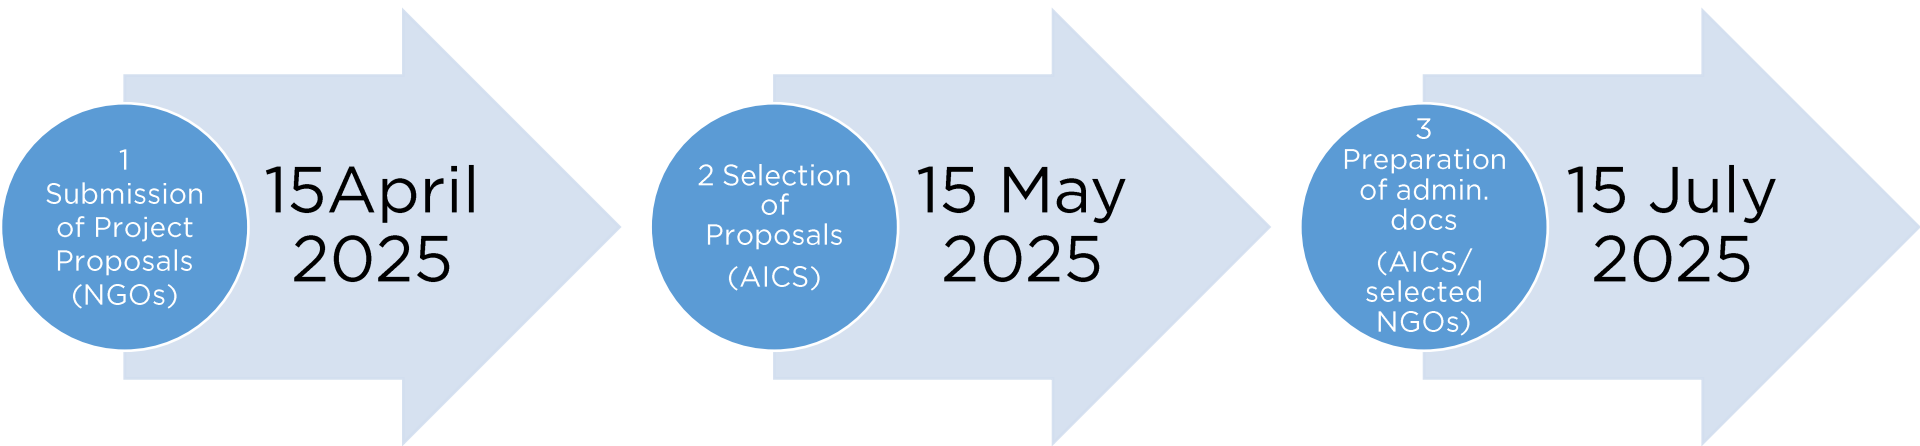 1
Submission
of Project
Proposals
(NGOs)
15April
2025
2 Selection
of
Proposals
(AICS)
15 May
2025
3
Preparation
of admin.
docs
(AICS/
selected
NGOs)
15 July
2025